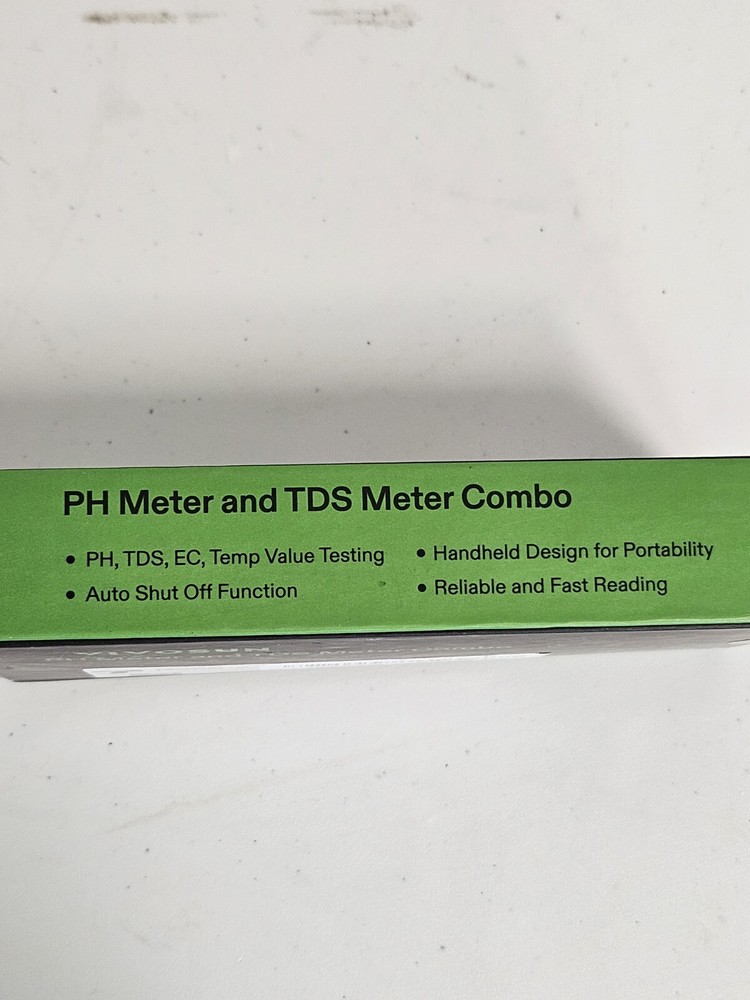 PH Meter and TDS Meter Combo
• PH, TDS, EC, Temp Value Testing
• Auto Shut Off Function
• Handheld Design for Portability
• Reliable and Fast Reading
VIVOSUN